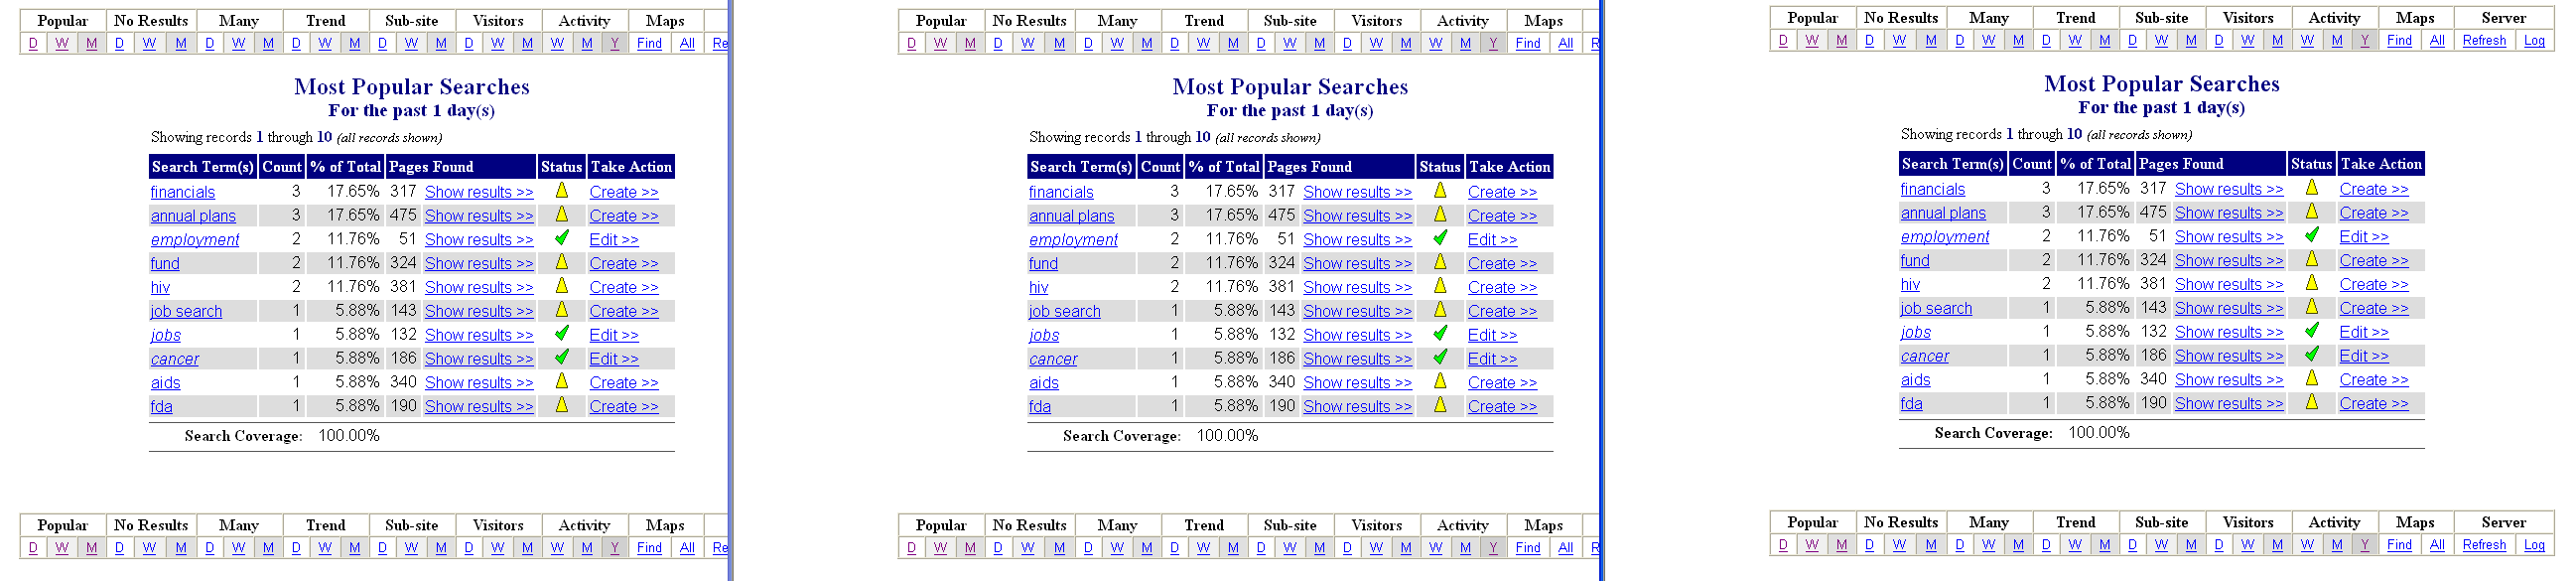 Popular No Results Many Trend Sub-site Visitors Activity Maps
D W M D W M D W M D W M D W M D W M W M Y Find All Re
Most Popular Searches
For the past 1 day(s)
Showing records 1 through 10 (all records shown)
Search Term(s) Count % of Total Pages Found Status Take Action
financials 3 17.65% 317 Show results >> Create >>
annual plans 3 17.65% 475 Show results >> Create >>
employment 2 11.76% 51 Show results >> Edit >>
fund 2 11.76% 324 Show results >> Create >>
hiv 2 11.76% 381 Show results >> Create >>
job search 1 5.88% 143 Show results >> Create >>
jobs 1 5.88% 132 Show results >> Edit >>
cancer 1 5.88% 186 Show results >> Edit >>
aids 1 5.88% 340 Show results >> Create >>
fda 1 5.88% 190 Show results >> Create >>
Search Coverage: 100.00%
Popular No Results Many Trend Sub-site Visitors Activity Maps
D W M D W M D W M D W M D W M D W M W M Y Find All Re
Popular No Results Many Trend Sub-site Visitors Activity Maps
D W M D W M D W M D W M D W M D W M W M Y Find All R
Most Popular Searches
For the past 1 day(s)
Showing records 1 through 10 (all records shown)
Search Term(s) Count % of Total Pages Found Status Take Action
financials 3 17.65% 317 Show results >> Create >>
annual plans 3 17.65% 475 Show results >> Create >>
employment 2 11.76% 51 Show results >> Edit >>
fund 2 11.76% 324 Show results >> Create >>
hiv 2 11.76% 381 Show results >> Create >>
job search 1 5.88% 143 Show results >> Create >>
jobs 1 5.88% 132 Show results >> Edit >>
cancer 1 5.88% 186 Show results >> Edit >>
aids 1 5.88% 340 Show results >> Create >>
fda 1 5.88% 190 Show results >> Create >>
Search Coverage: 100.00%
Popular No Results Many Trend Sub-site Visitors Activity Maps
D W M D W M D W M D W M D W M D W M W M Y Find All R
Popular No Results Many Trend Sub-site Visitors Activity Maps Server
D W M D W M D W M D W M D W M D W M W M Y Find All Refresh Log
Most Popular Searches
For the past 1 day(s)
Showing records 1 through 10 (all records shown)
Search Term(s) Count % of Total Pages Found Status Take Action
financials 3 17.65% 317 Show results >> Create >>
annual plans 3 17.65% 475 Show results >> Create >>
employment 2 11.76% 51 Show results >> Edit >>
fund 2 11.76% 324 Show results >> Create >>
hiv 2 11.76% 381 Show results >> Create >>
job search 1 5.88% 143 Show results >> Create >>
jobs 1 5.88% 132 Show results >> Edit >>
cancer 1 5.88% 186 Show results >> Edit >>
aids 1 5.88% 340 Show results >> Create >>
fda 1 5.88% 190 Show results >> Create >>
Search Coverage: 100.00%
Popular No Results Many Trend Sub-site Visitors Activity Maps Server
D W M D W M D W M D W M D W M D W M W M Y Find All Refresh Log